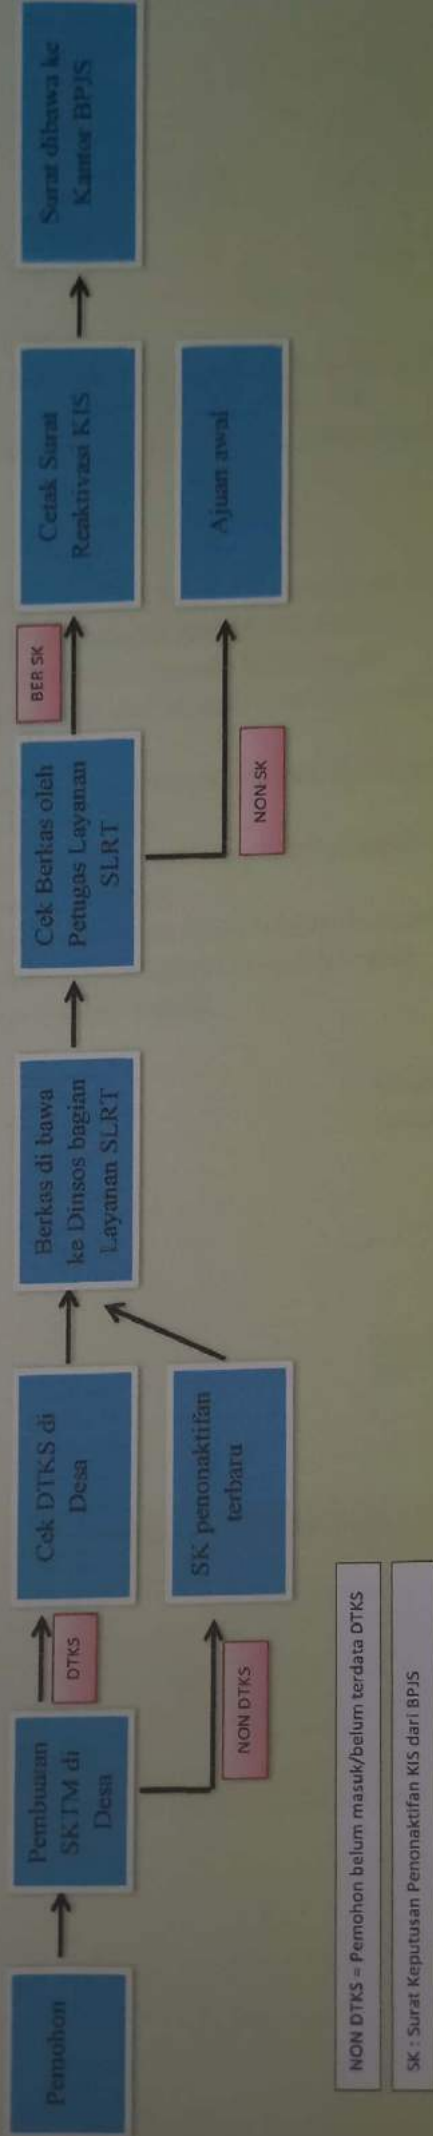 Pemohon
Pembuatan
SKTM di
Desa
DTKS
NON DTKS
Cek DTKS di
Desa
SK penonaktifan
terbaru
Berkas di bawa
ke Dinsos bagian
Layanan SLRT
Cek Berkas oleh
Petugas Layanan
SLRT
BER SK
NON SK
Cetak Surat
Reaktivasi KIS
Ajuan awal
Surat dibawa ke
Kantor BPJS
NON DTKS = Pemohon belum masuk/belum terdata DTKS
SK : Surat Keputusan Penonaktifan KIS dari BPJS